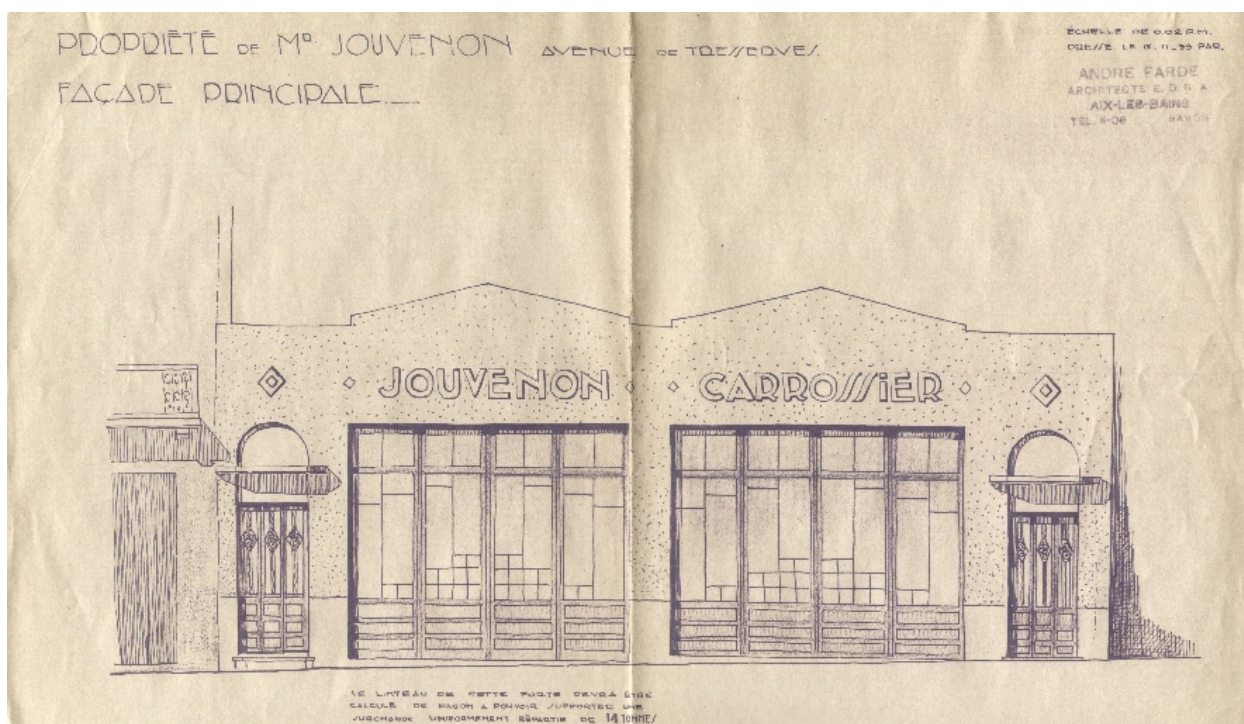 PROPRIÉTÉ DE Mʀ JOUVENON AVENUE DE TRESSERVES.
FAÇADE PRINCIPALE.
ÉCHELLE DE 0.02 P.M.
DRESSÉ LE 15.11.33 PAR.
ANDRE FARDE
ARCHITECTE E.D.S.A
AIX-LES-BAINS
TEL. 8-06 SAVOIE
JOUVENON CARROSSiER
LE LINTEAU DE CETTE PORTE DEVRA ÊTRE
CALCULÉ DE FAÇON A POUVOIR SUPPORTER UNE
SURCHARGE UNIFORMEMENT RÉPARTIE DE 14 TONNES